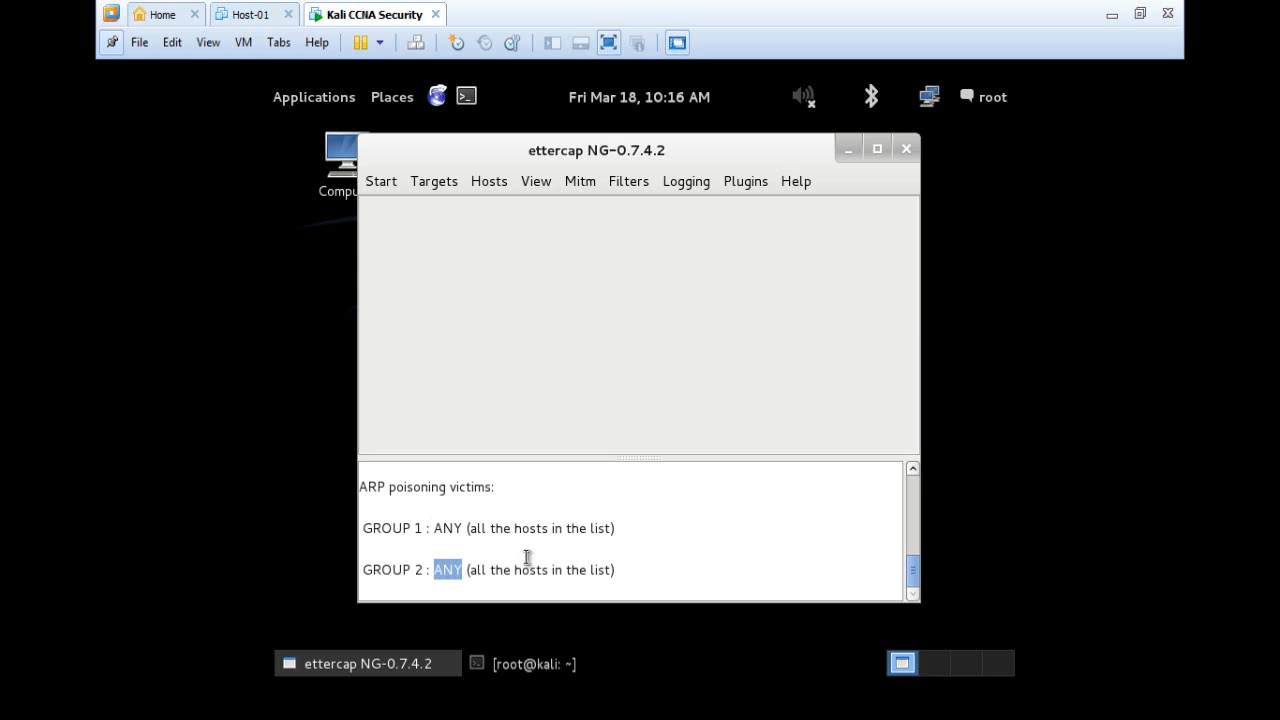 Home Host-01 Kali CCNA Security
File Edit View VM Tabs Help
Applications Places Fri Mar 18, 10:16 AM root
ettercap NG-0.7.4.2
Start Targets Hosts View Mitm Filters Logging Plugins Help
Compu
ARP poisoning victims:
GROUP 1 : ANY (all the hosts in the list)
GROUP 2 : ANY (all the hosts in the list)
ettercap NG-0.7.4.2 [root@kali: ~]